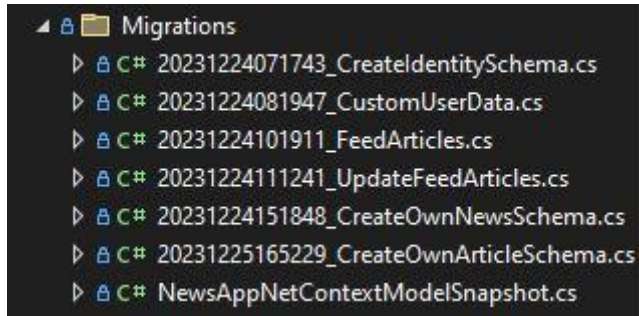 Migrations
C# 20231224071743_CreateIdentitySchema.cs
C# 20231224081947_CustomUserData.cs
C# 20231224101911_FeedArticles.cs
C# 20231224111241_UpdateFeedArticles.cs
C# 20231224151848_CreateOwnNewsSchema.cs
C# 20231225165229_CreateOwnArticleSchema.cs
C# NewsAppNetContextModelSnapshot.cs